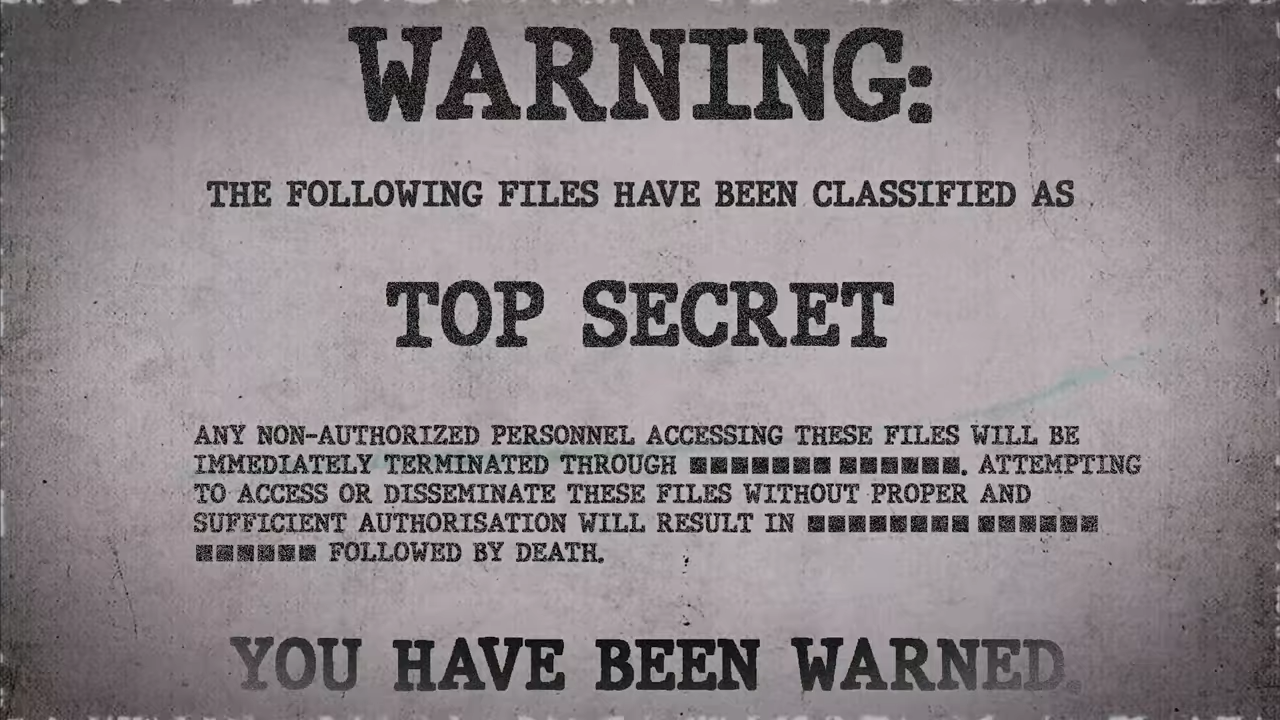 WARNING:
THE FOLLOWING FILES HAVE BEEN CLASSIFIED AS
TOP SECRET
ANY NON-AUTHORIZED PERSONNEL ACCESSING THESE FILES WILL BE
IMMEDIATELY TERMINATED THROUGH ■■■■■■■ ■■■■■■. ATTEMPTING
TO ACCESS OR DISSEMINATE THESE FILES WITHOUT PROPER AND
SUFFICIENT AUTHORISATION WILL RESULT IN ■■■■■■■■ ■■■■■■
■■■■■■ FOLLOWED BY DEATH.
YOU HAVE BEEN WARNED.